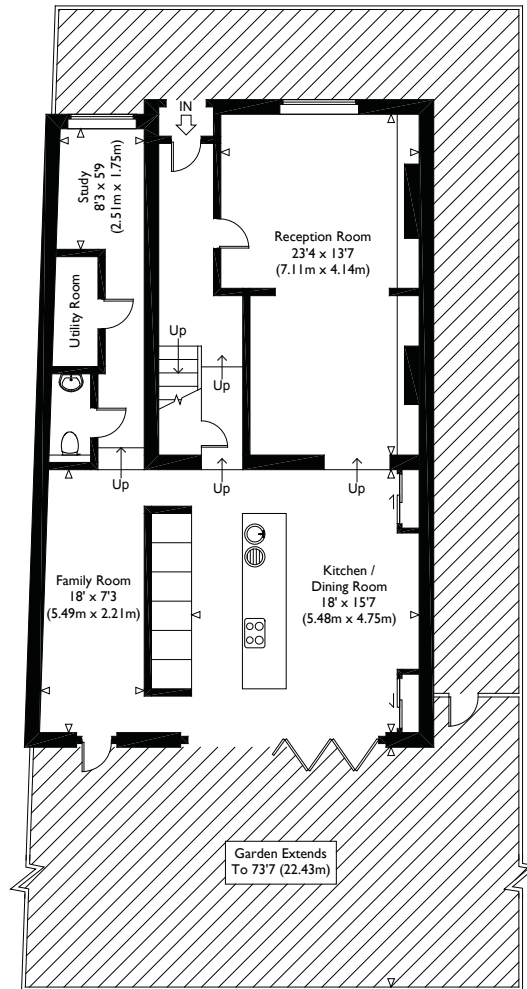 IN
Study
8'3 x 5'9
(2.51m x 1.75m)
Reception Room
23'4 x 13'7
(7.11m x 4.14m)
Utility Room
Up
Up
Up
Up
Up
Family Room
18' x 7'3
(5.49m x 2.21m)
Kitchen /
Dining Room
18' x 15'7
(5.48m x 4.75m)
Garden Extends
To 73'7 (22.43m)